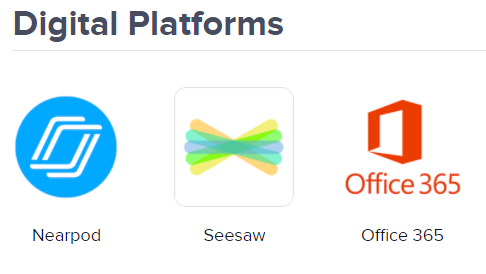 Digital Platforms
Office 365
Nearpod
Seesaw
Office 365